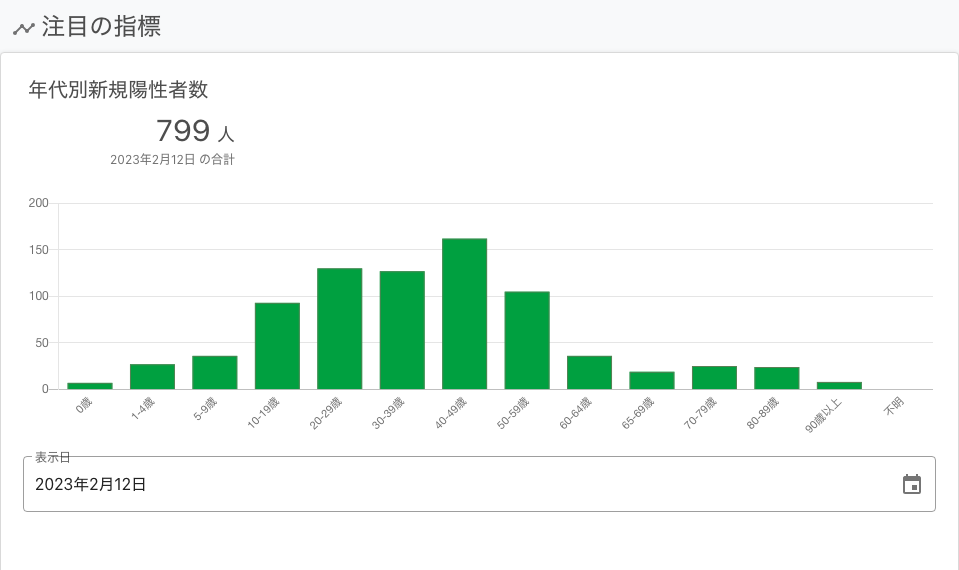 注目の指標
年代別新規陽性者数
799 人
2023年2月12日 の合計
200
150
100
50
0
0歳
1-4歳
5-9歳
10-19歳
20-29歳
30-39歳
40-49歳
50-59歳
60-64歳
65-69歳
70-79歳
80-89歳
90歳以上
不明
表示日
2023年2月12日